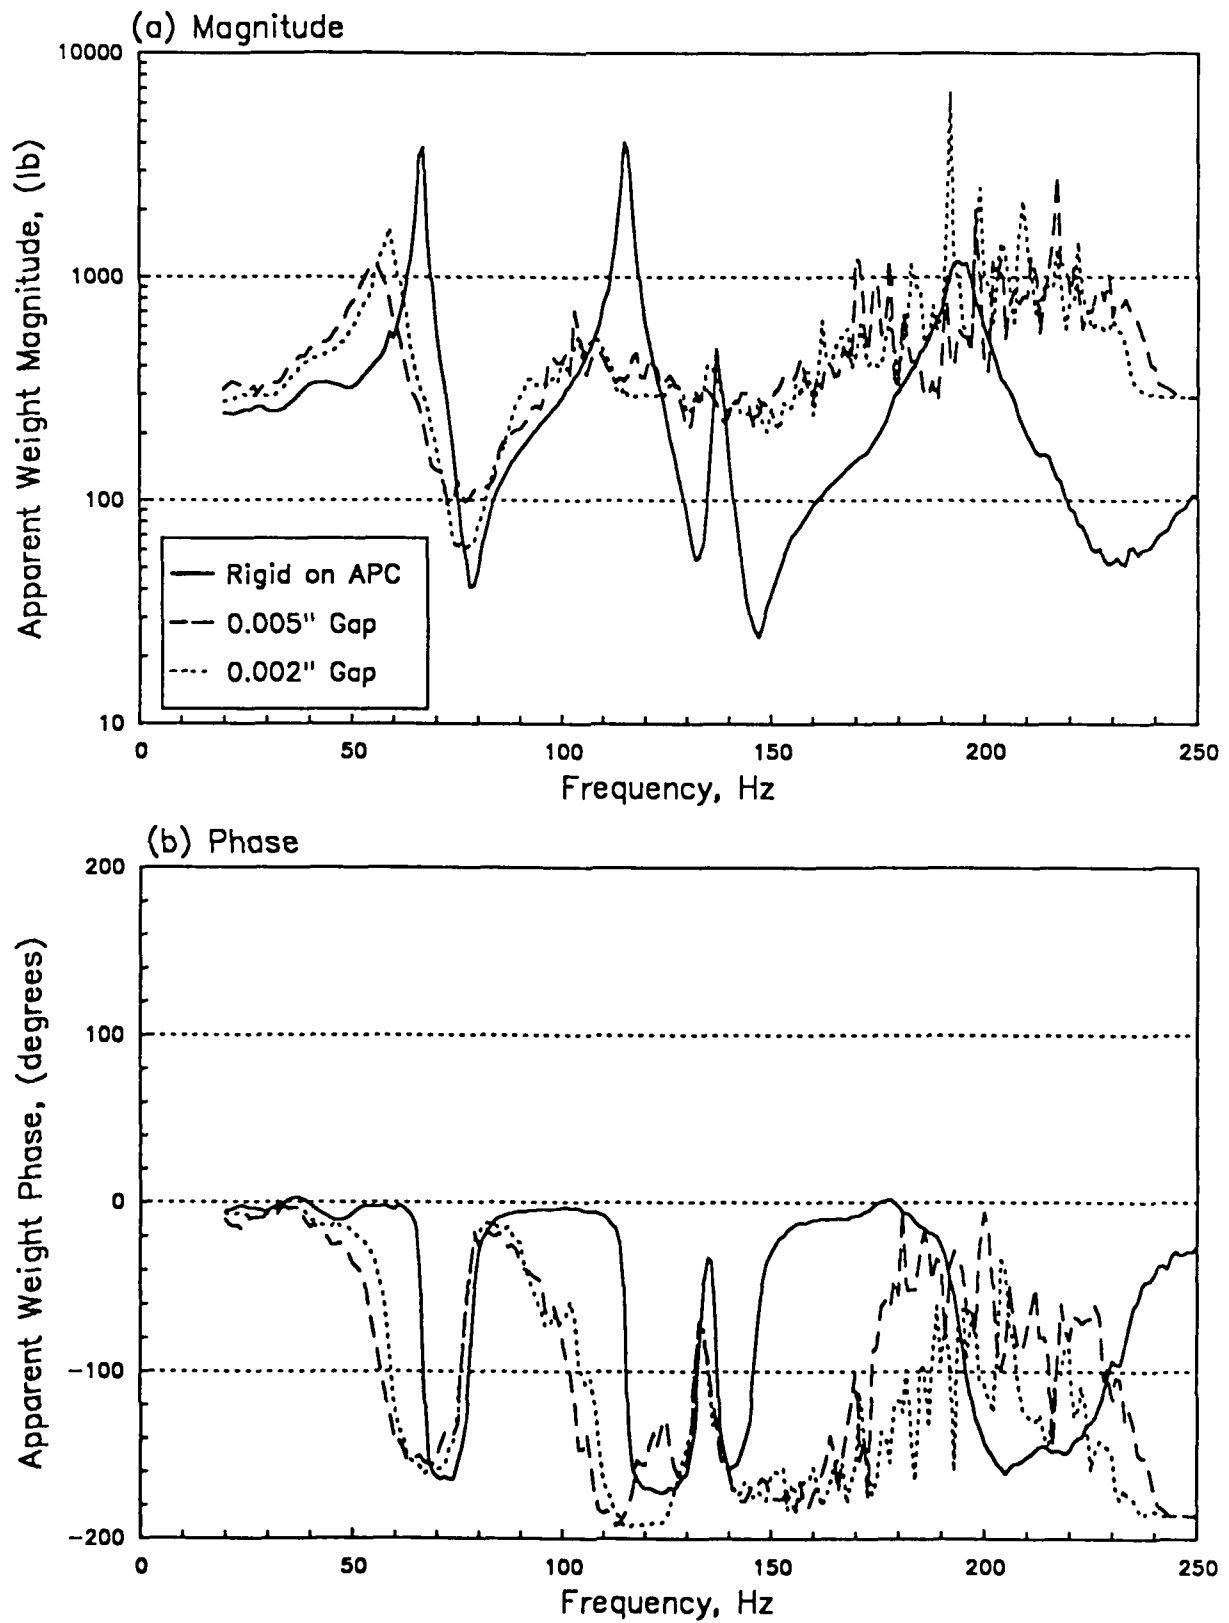 (a) Magnitude
Apparent Weight Magnitude, (lb)
10000
1000
100
10
Rigid on APC
0.005" Gap
0.002" Gap
0 50 100 150 200 250
Frequency, Hz
(b) Phase
Apparent Weight Phase, (degrees)
200
100
0
-100
-200
0 50 100 150 200 250
Frequency, Hz